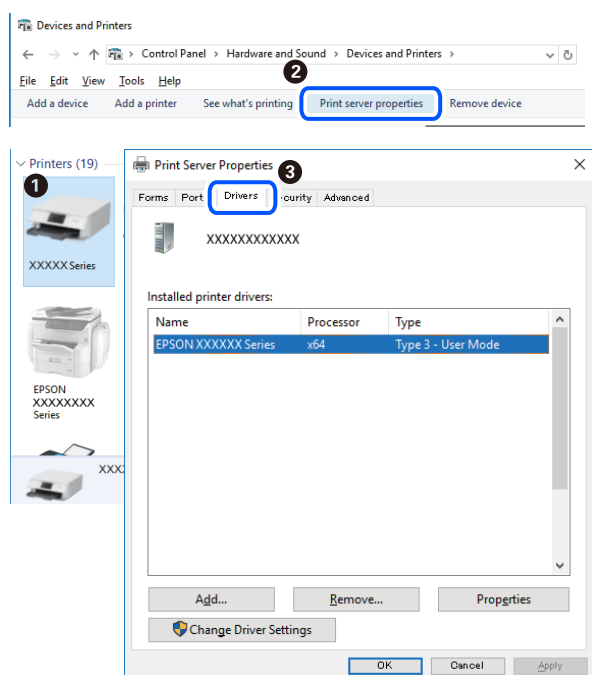 Devices and Printers
Control Panel > Hardware and Sound > Devices and Printers >
2
File Edit View Tools Help
Add a device Add a printer See what's printing Print server properties Remove device
Printers (19)
1
XXXXX Series
EPSON
XXXXXXXX
Series
XXX
Print Server Properties
3
Forms Port Drivers curity Advanced
XXXXXXXXXXXX
Installed printer drivers:
Name Processor Type
EPSON XXXXXX Series x64 Type 3 - User Mode
Add... Remove... Properties
Change Driver Settings
OK Cancel Apply